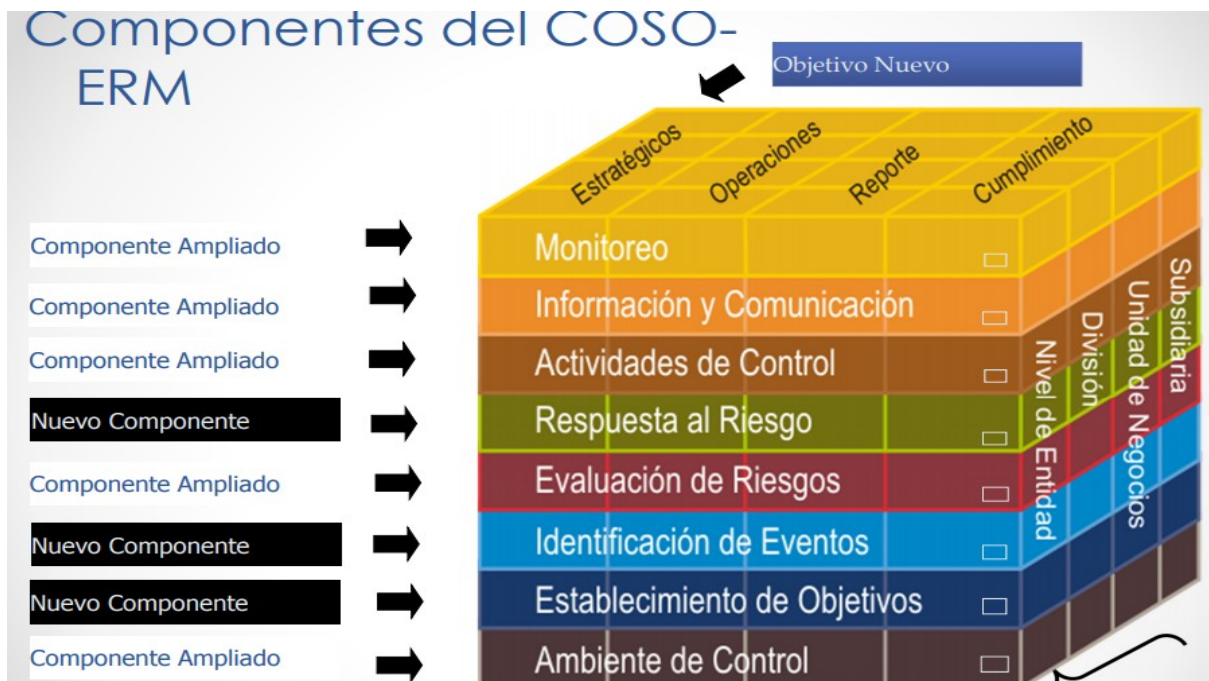 Componentes del COSO-
ERM
Objetivo Nuevo
Estratégicos
Operaciones
Reporte
Cumplimiento
Componente Ampliado
Monitoreo
Componente Ampliado
Información y Comunicación
Componente Ampliado
Actividades de Control
Nuevo Componente
Respuesta al Riesgo
Componente Ampliado
Evaluación de Riesgos
Nuevo Componente
Identificación de Eventos
Nuevo Componente
Establecimiento de Objetivos
Componente Ampliado
Ambiente de Control
Nivel de Entidad
División
Unidad de Negocios
Subsidiaria